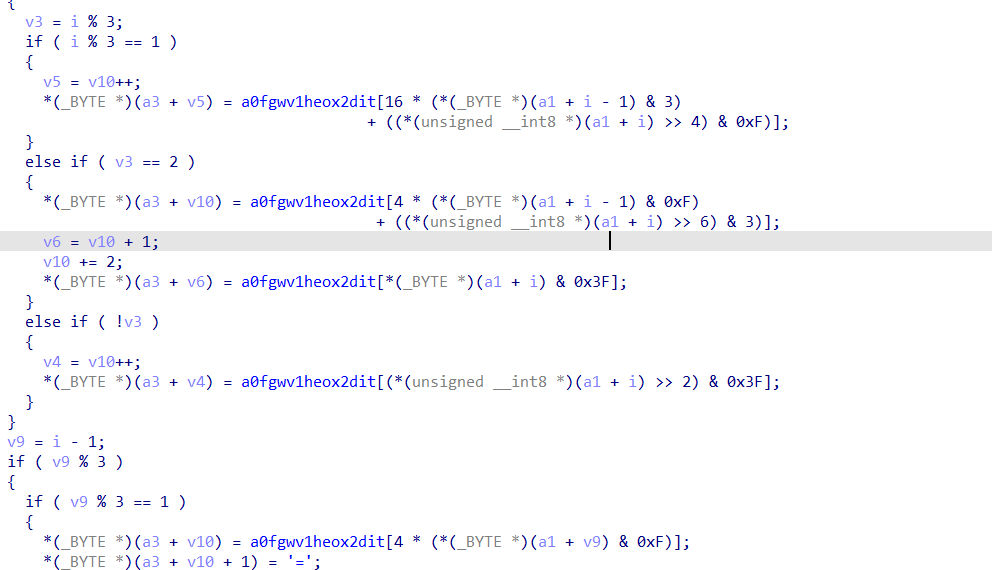 {
v3 = i % 3;
if ( i % 3 == 1 )
{
v5 = v10++;
*(_BYTE *)(a3 + v5) = a0fgwv1heox2dit[16 * (*(_BYTE *)(a1 + i - 1) & 3)
+ ((*(unsigned __int8 *)(a1 + i) >> 4) & 0xF)];
}
else if ( v3 == 2 )
{
*(_BYTE *)(a3 + v10) = a0fgwv1heox2dit[4 * (*(_BYTE *)(a1 + i - 1) & 0xF)
+ ((*(unsigned __int8 *)(a1 + i) >> 6) & 3)];
v6 = v10 + 1;
v10 += 2;
*(_BYTE *)(a3 + v6) = a0fgwv1heox2dit[*(_BYTE *)(a1 + i) & 0x3F];
}
else if ( !v3 )
{
v4 = v10++;
*(_BYTE *)(a3 + v4) = a0fgwv1heox2dit[(*(unsigned __int8 *)(a1 + i) >> 2) & 0x3F];
}
}
v9 = i - 1;
if ( v9 % 3 )
{
if ( v9 % 3 == 1 )
{
*(_BYTE *)(a3 + v10) = a0fgwv1heox2dit[4 * (*(_BYTE *)(a1 + v9) & 0xF)];
*(_BYTE *)(a3 + v10 + 1) = '=';